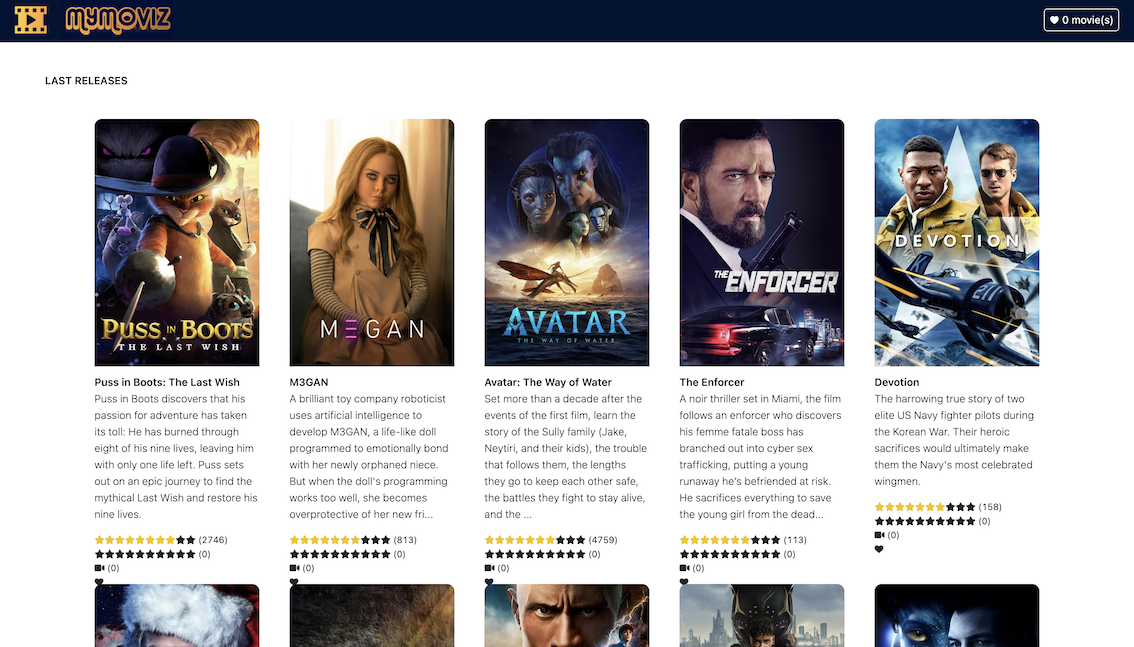 MYMOVIZ
0 movie(s)
LAST RELEASES
PUSS IN BOOTS
THE LAST WISH
M3GAN
AVATAR
THE WAY OF WATER
THE ENFORCER
DEVOTION
Puss in Boots: The Last Wish
Puss in Boots discovers that his
passion for adventure has taken
its toll: He has burned through
eight of his nine lives, leaving him
with only one life left. Puss sets
out on an epic journey to find the
mythical Last Wish and restore his
nine lives.
(2746)
(0)
(0)
M3GAN
A brilliant toy company roboticist
uses artificial intelligence to
develop M3GAN, a life-like doll
programmed to emotionally bond
with her newly orphaned niece.
But when the doll's programming
works too well, she becomes
overprotective of her new fri...
(813)
(0)
(0)
Avatar: The Way of Water
Set more than a decade after the
events of the first film, learn the
story of the Sully family (Jake,
Neytiri, and their kids), the trouble
that follows them, the lengths
they go to keep each other safe,
the battles they fight to stay alive,
and the ...
(4759)
(0)
(0)
The Enforcer
A noir thriller set in Miami, the film
follows an enforcer who discovers
his femme fatale boss has
branched out into cyber sex
trafficking, putting a young
runaway he's befriended at risk.
He sacrifices everything to save
the young girl from the dead...
(113)
(0)
(0)
Devotion
The harrowing true story of two
elite US Navy fighter pilots during
the Korean War. Their heroic
sacrifices would ultimately make
them the Navy's most celebrated
wingmen.
(158)
(0)
(0)